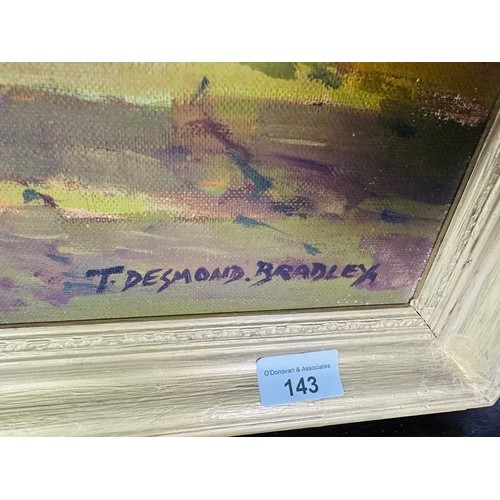 T. DESMOND. BRADLEY
O'Donovan & Associates
143